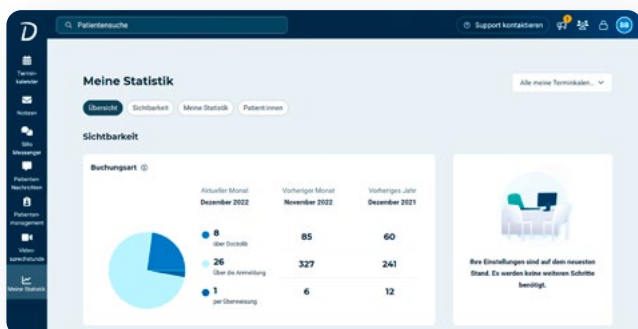 D
Patientensuche
Support kontaktieren
1
BB
Termin-
kalender
Notizen
Silo
Messenger
Patienten
Nachrichten
Patienten-
management
Video-
sprechstunde
Meine Statistik
Meine Statistik
Alle meine Terminkalen...
Übersicht Sichtbarkeit Meine Statistik Patient:innen
Sichtbarkeit
Buchungsart
Aktueller Monat Vorheriger Monat Vorheriges Jahr
Dezember 2022 November 2022 Dezember 2021
8 85 60
über Doctolib
26 327 241
Über die Anmeldung
1 6 12
per Überweisung
Ihre Einstellungen sind auf dem neuesten
Stand. Es werden keine weiteren Schritte
benötigt.